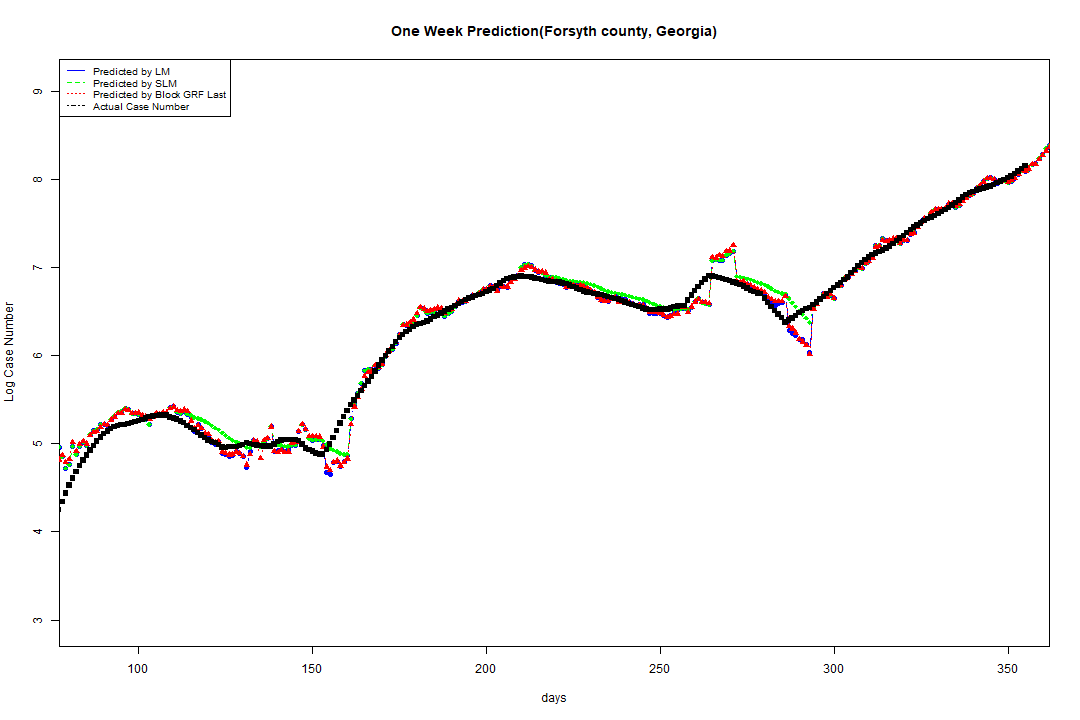 One Week Prediction(Forsyth county, Georgia)
Predicted by LM
Predicted by SLM
Predicted by Block GRF Last
Actual Case Number
Log Case Number
9
8
7
6
5
4
3
100 150 200 250 300 350
days